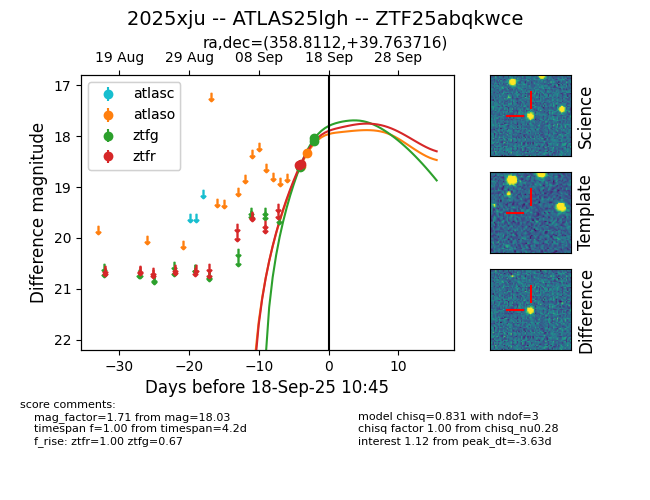 2025xju -- ATLAS25lgh -- ZTF25abqkwce
ra,dec=(358.8112,+39.763716)
19 Aug 29 Aug 08 Sep 18 Sep 28 Sep
17
18
19
20
21
22
Difference magnitude
atlasc
atlaso
ztfg
ztfr
−30 −20 −10 0 10
Days before 18-Sep-25 10:45
Science
Template
Difference
score comments:
mag_factor=1.71 from mag=18.03
timespan f=1.00 from timespan=4.2d
f_rise: ztfr=1.00 ztfg=0.67
model chisq=0.831 with ndof=3
chisq factor 1.00 from chisq_nu0.28
interest 1.12 from peak_dt=-3.63d